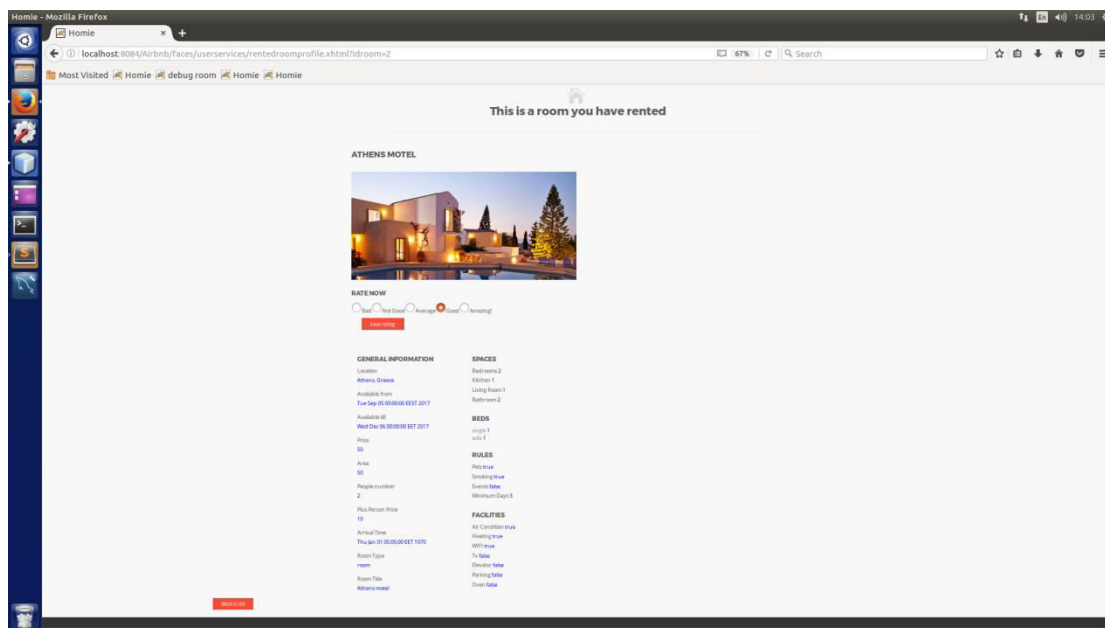 Homie - Mozilla Firefox
En
14:03
Homie
localhost:8084/Airbnb/faces/userservices/rentedroomprofile.xhtml?idroom=2
67%
Search
Most Visited Homie debug room Homie Homie
This is a room you have rented
ATHENS MOTEL
RATE NOW
Bad Not Good Average Good Amazing!
Save rating
GENERAL INFORMATION
Location
Athens, Greece
Available from
Tue Sep 05 00:00:00 EEST 2017
Available till
Wed Dec 06 00:00:00 EET 2017
Price
50
Area
50
People number
2
Plus Person Price
10
Arrival Time
Thu Jan 01 05:05:00 EET 1970
Room Type
room
Room Title
Athens motel
SPACES
Bedrooms 2
Kitchen 1
Living Room 1
Bathroom 2
BEDS
single 1
sofa 1
RULES
Pets true
Smoking true
Events false
Minimum Days 3
FACILITIES
Air Condition true
Heating true
WIFI true
Tv false
Elevator false
Parking false
Oven false
Back to list